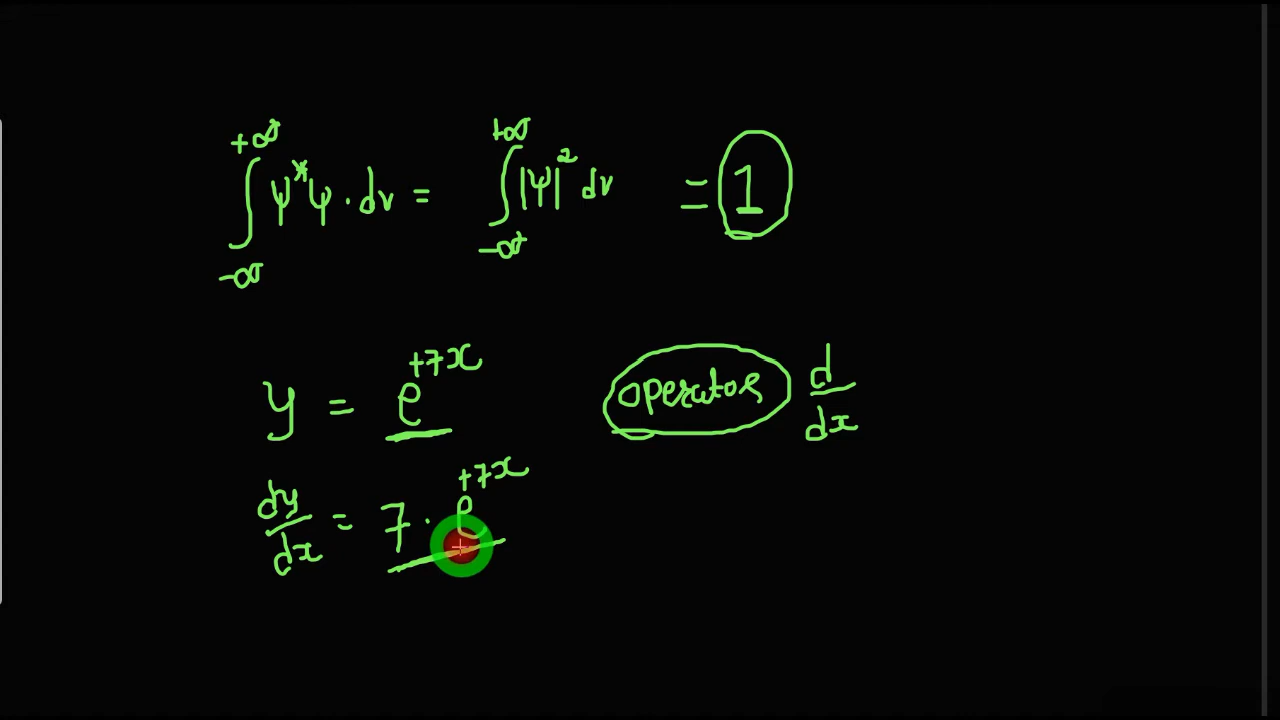 +∞ ∫ -∞ ψ*ψ · dv = +∞ ∫ -∞ |ψ|² dv = 1
y = e^{+7x} operator d/dx
dy/dx = 7 · e^{+7x}